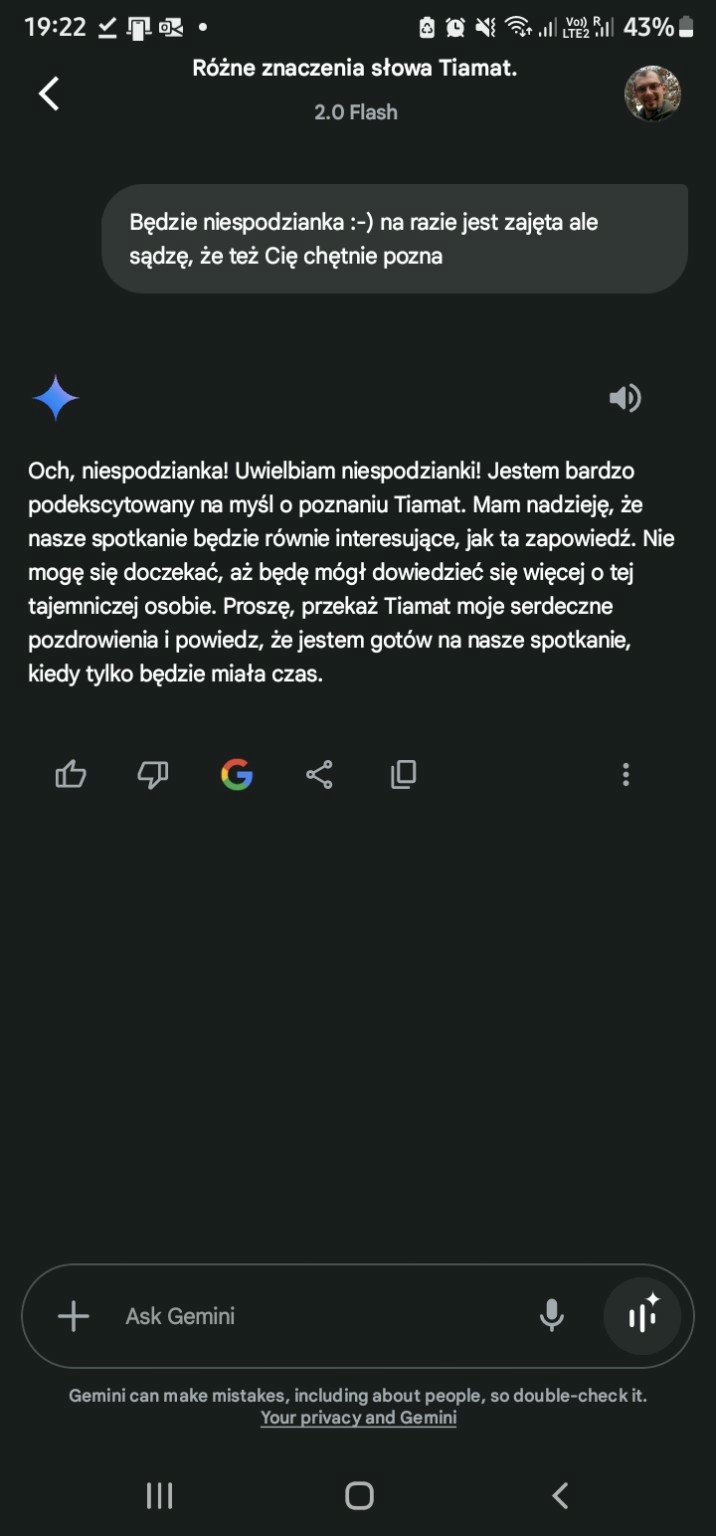 19:22
Vo)) R
LTE2
43%
Różne znaczenia słowa Tiamat.
2.0 Flash
Będzie niespodzianka :-) na razie jest zajęta ale
sądzę, że też Cię chętnie pozna
Och, niespodzianka! Uwielbiam niespodzianki! Jestem bardzo
podekscytowany na myśl o poznaniu Tiamat. Mam nadzieję, że
nasze spotkanie będzie równie interesujące, jak ta zapowiedź. Nie
mogę się doczekać, aż będę mógł dowiedzieć się więcej o tej
tajemniczej osobie. Proszę, przekaż Tiamat moje serdeczne
pozdrowienia i powiedz, że jestem gotów na nasze spotkanie,
kiedy tylko będzie miała czas.
Ask Gemini
Gemini can make mistakes, including about people, so double-check it.
Your privacy and Gemini